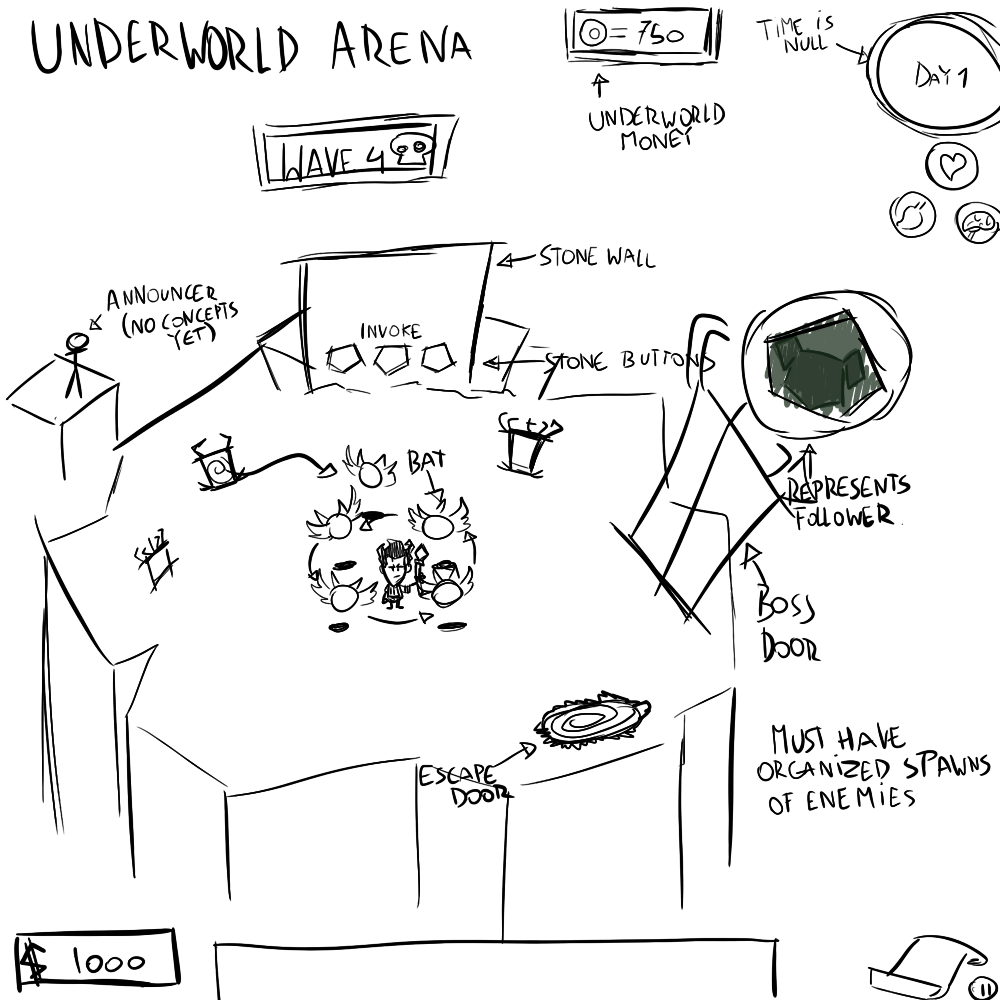 UNDERWORLD ARENA
= 750
UNDERWORLD
MONEY
TIME IS
NULL
DAY 1
WAVE 4
STONE WALL
ANNOUNCER
(NO CONCEPTS
YET)
INVOKE
STONE BUTTONS
BAT
REPRESENTS
FOLLOWER
BOSS
DOOR
ESCAPE
DOOR
MUST HAVE
ORGANIZED SPAWNS
OF ENEMIES
$ 1000